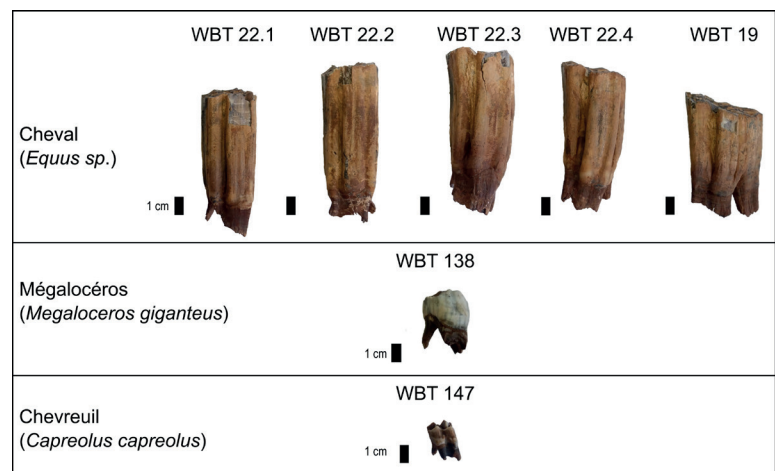 WBT 22.1 WBT 22.2 WBT 22.3 WBT 22.4 WBT 19
Cheval
(Equus sp.)
1 cm
WBT 138
Mégalocéros
(Megaloceros giganteus)
1 cm
WBT 147
Chevreuil
(Capreolus capreolus)
1 cm